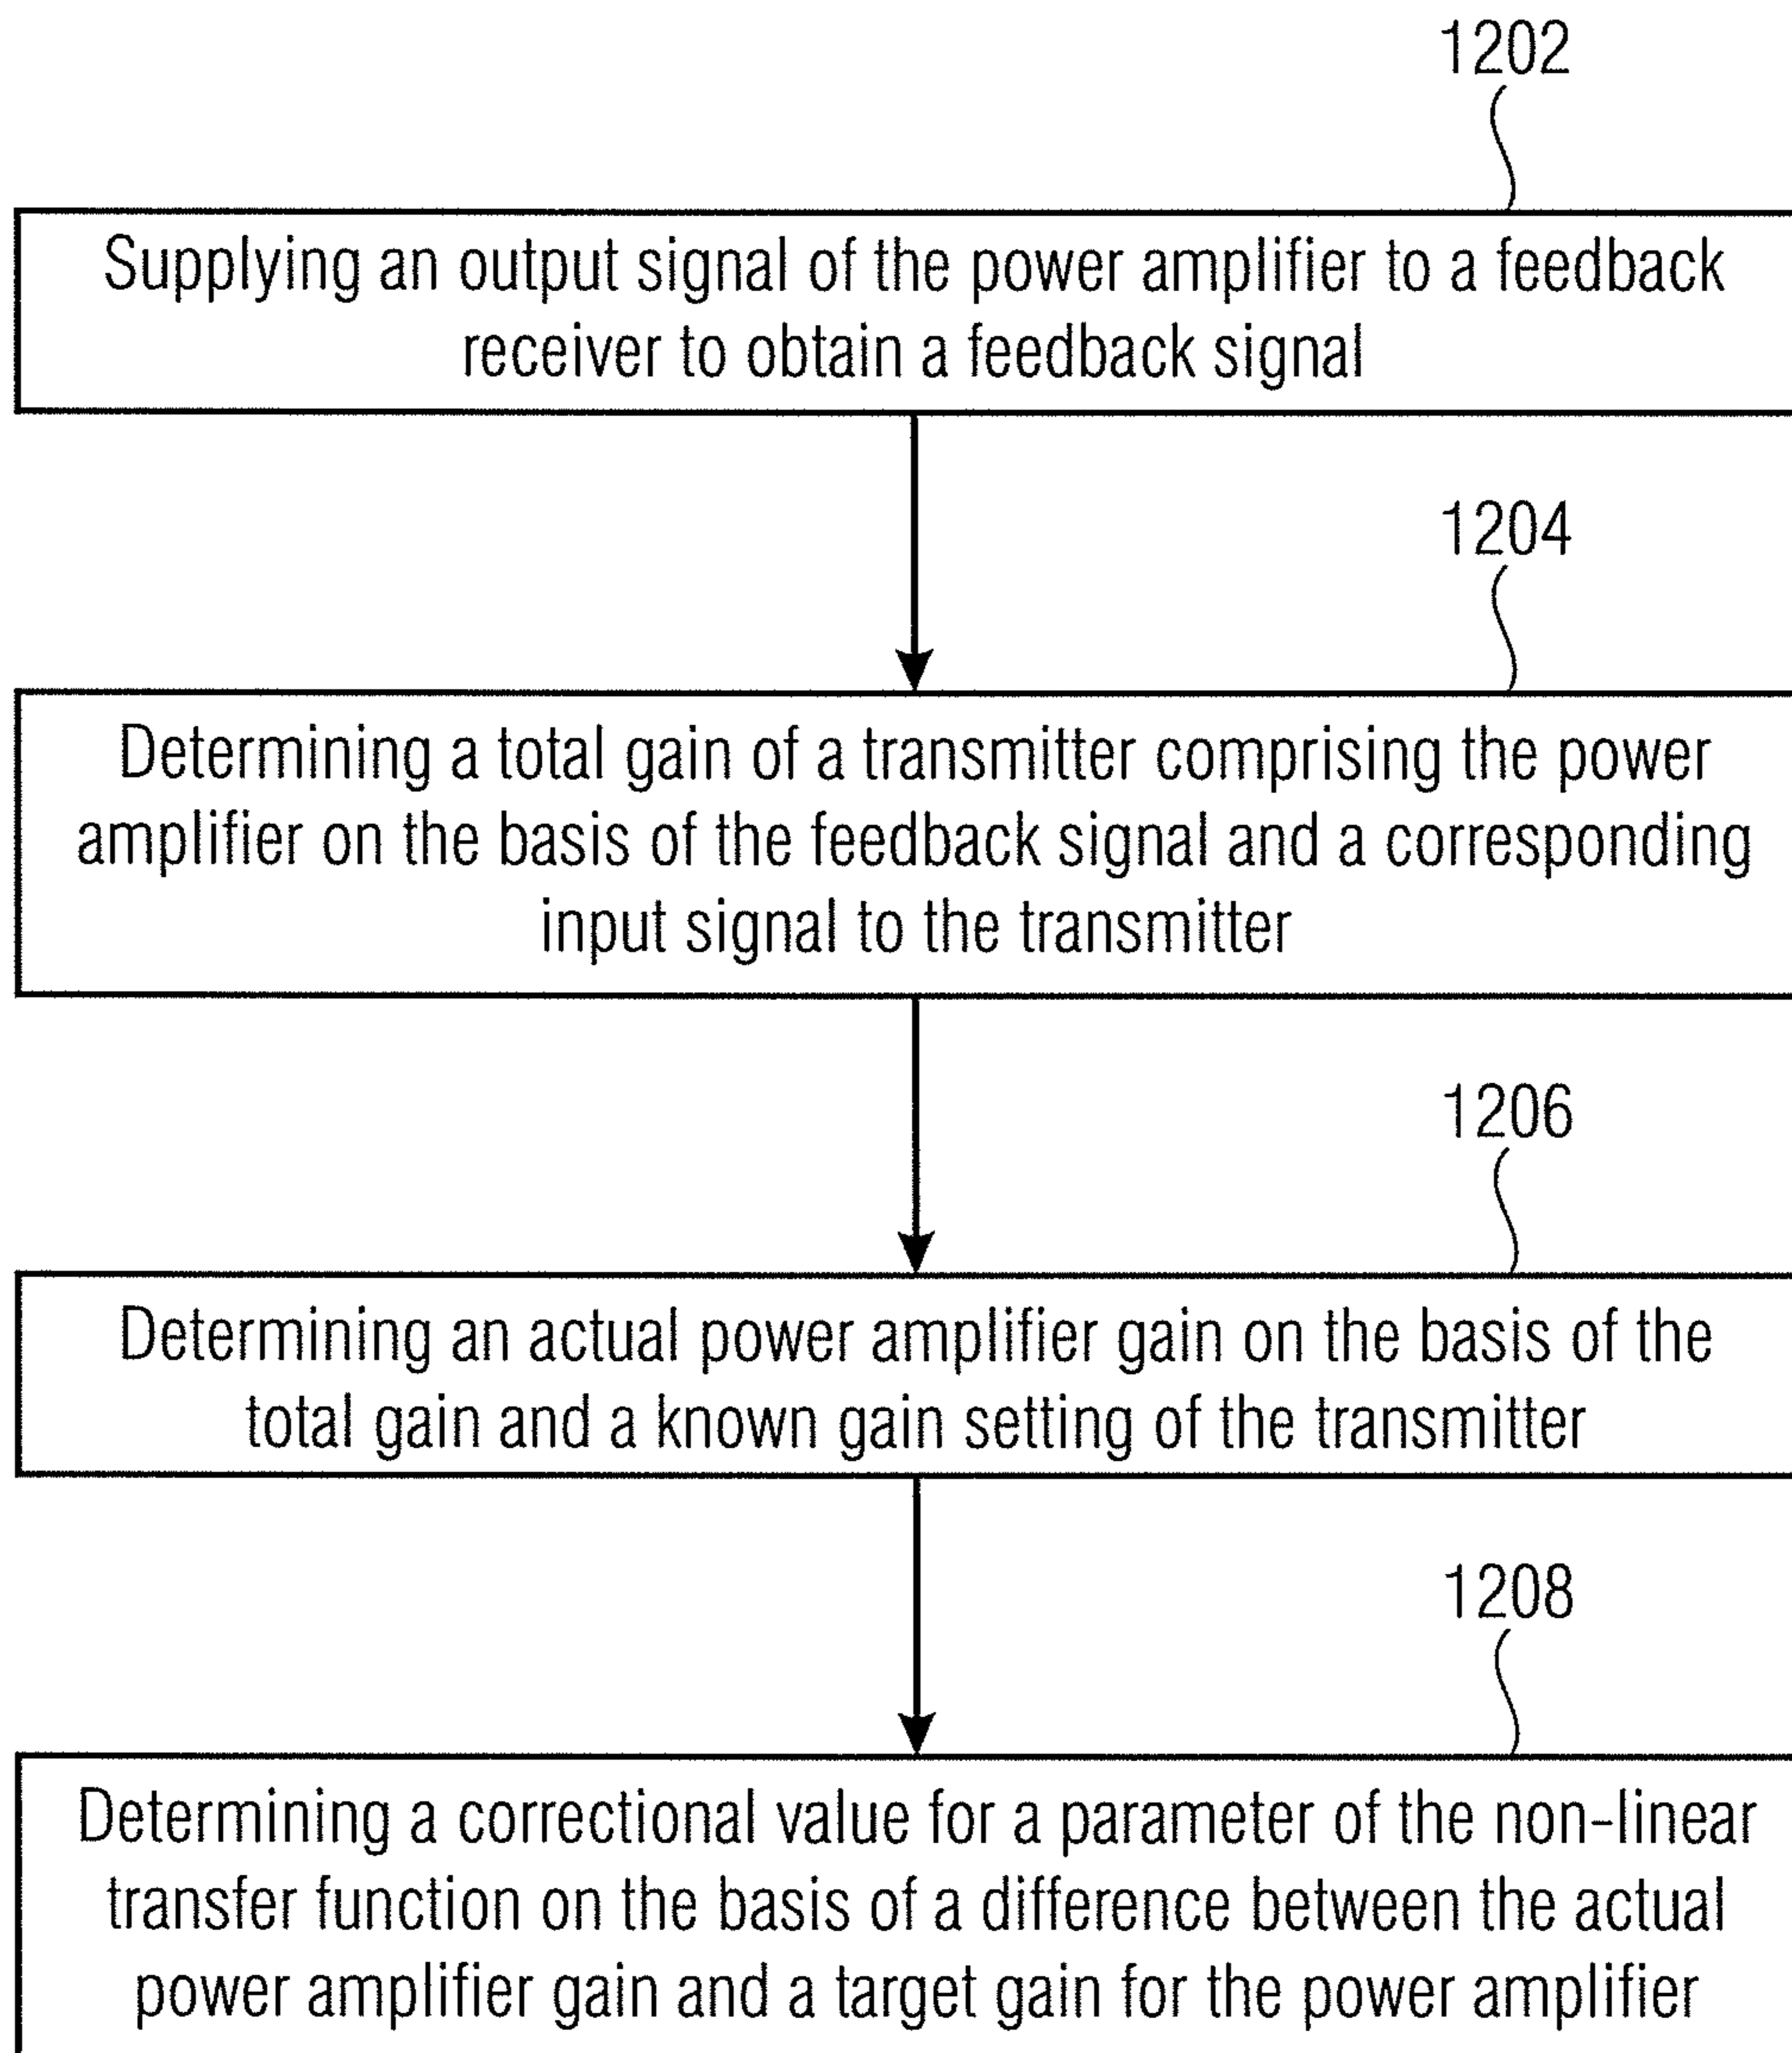 1202
Supplying an output signal of the power amplifier to a feedback
receiver to obtain a feedback signal
1204
Determining a total gain of a transmitter comprising the power
amplifier on the basis of the feedback signal and a corresponding
input signal to the transmitter
1206
Determining an actual power amplifier gain on the basis of the
total gain and a known gain setting of the transmitter
1208
Determining a correctional value for a parameter of the non-linear
transfer function on the basis of a difference between the actual
power amplifier gain and a target gain for the power amplifier